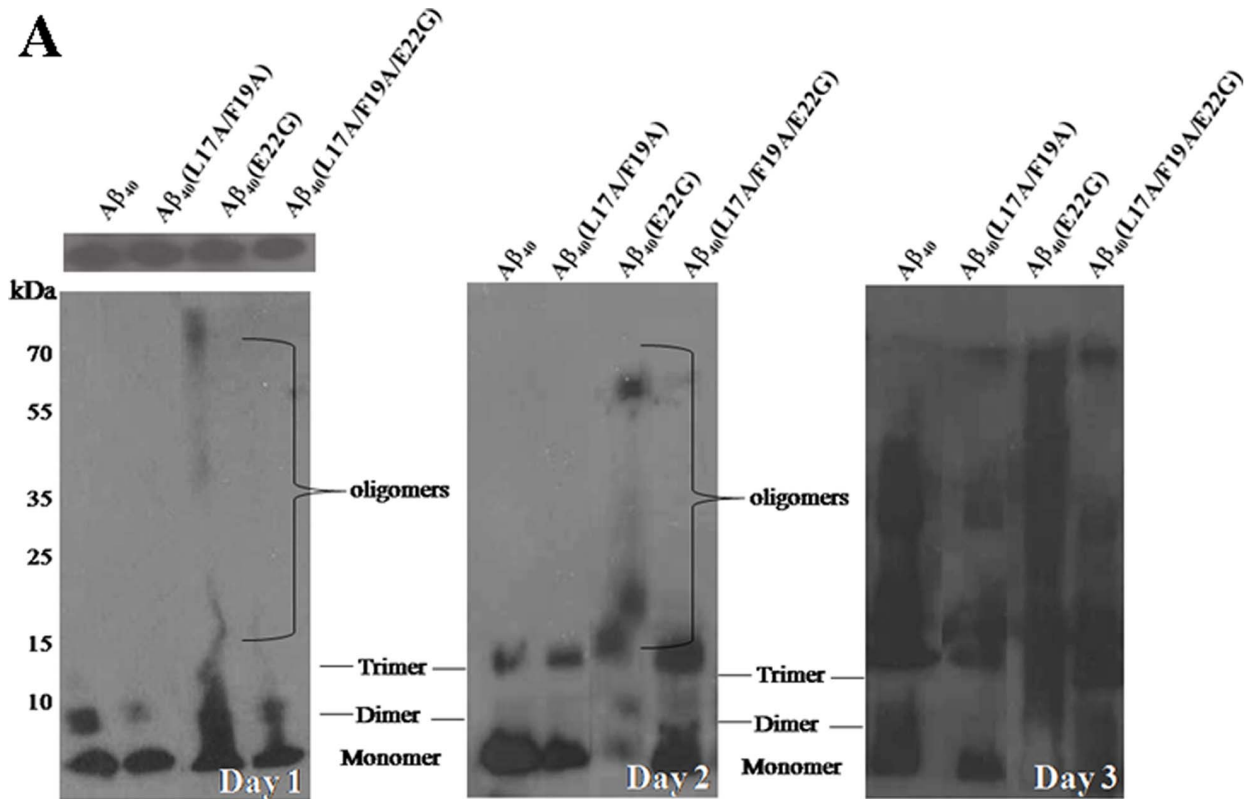 A
Aβ₄₀
Aβ₄₀(L17A/F19A)
Aβ₄₀(E22G)
Aβ₄₀(L17A/F19A/E22G)
Aβ₄₀
Aβ₄₀(L17A/F19A)
Aβ₄₀(E22G)
Aβ₄₀(L17A/F19A/E22G)
Aβ₄₀
Aβ₄₀(L17A/F19A)
Aβ₄₀(E22G)
Aβ₄₀(L17A/F19A/E22G)
kDa
70
55
35
25
15
10
oligomers
Trimer
Dimer
Monomer
Day 1
oligomers
Trimer
Dimer
Monomer
Day 2
Day 3